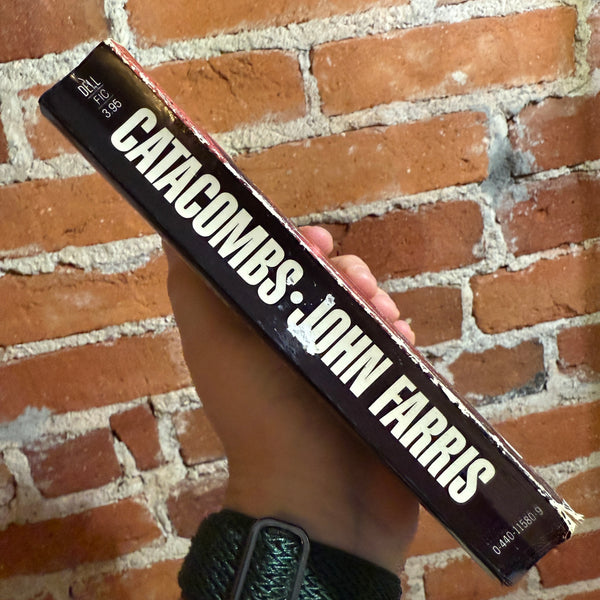 DELL
FIC
3.95
CATACOMBS • JOHN FARRIS
0-440-11580-9